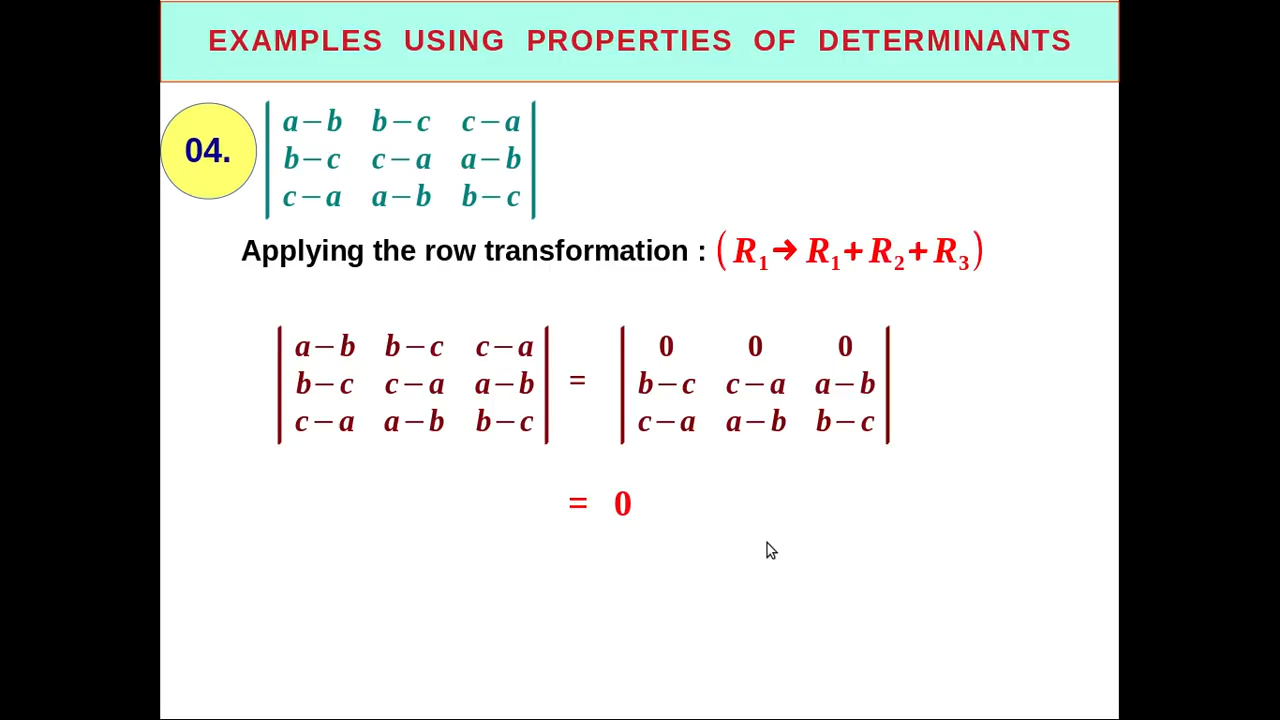 EXAMPLES USING PROPERTIES OF DETERMINANTS
04.
a−b b−c c−a
b−c c−a a−b
c−a a−b b−c
Applying the row transformation : (R₁→ R₁+R₂+R₃)
a−b b−c c−a 0 0 0
b−c c−a a−b = b−c c−a a−b
c−a a−b b−c c−a a−b b−c
= 0